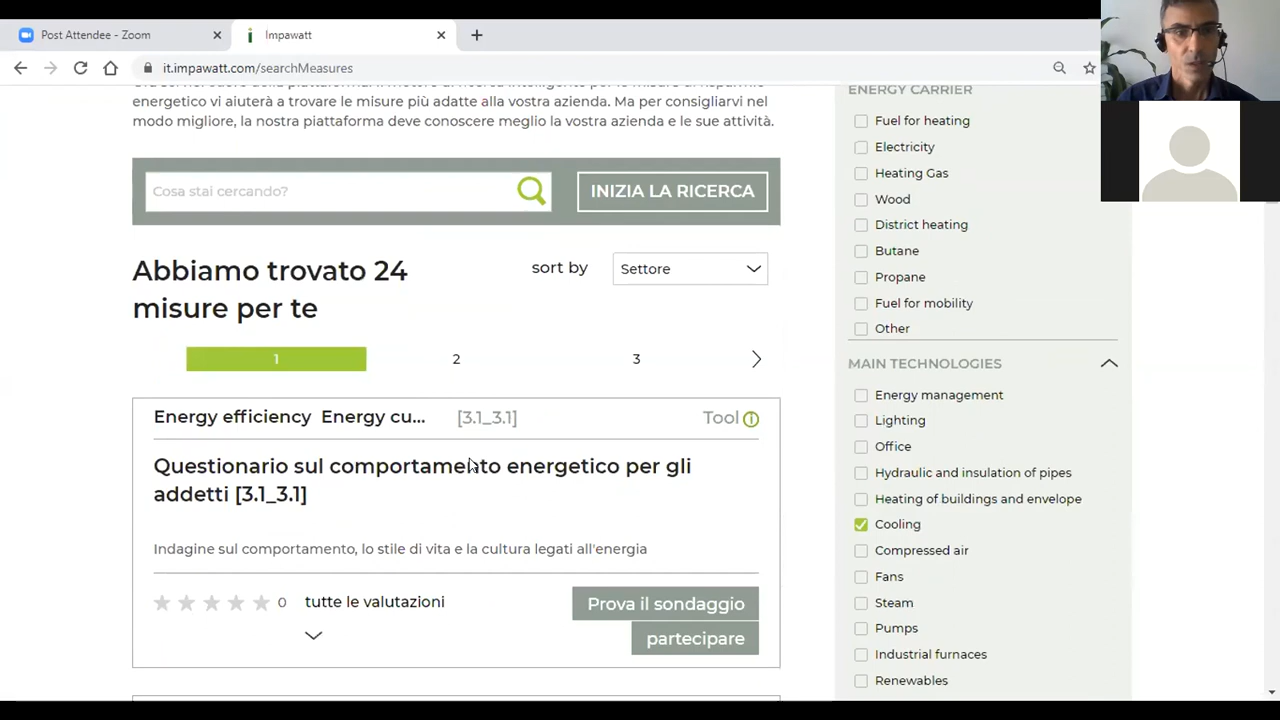 Post Attendee - Zoom
Impawatt
it.impawatt.com/searchMeasures
energetico vi aiuterà a trovare le misure più adatte alla vostra azienda. Ma per consigliarvi nel
modo migliore, la nostra piattaforma deve conoscere meglio la vostra azienda e le sue attività.
Cosa stai cercando?
INIZIA LA RICERCA
Abbiamo trovato 24
misure per te
sort by
Settore
1
2
3
Energy efficiency Energy cu... [3.1_3.1]
Tool
Questionario sul comportamento energetico per gli
addetti [3.1_3.1]
Indagine sul comportamento, lo stile di vita e la cultura legati all'energia
0 tutte le valutazioni
Prova il sondaggio
partecipare
ENERGY CARRIER
Fuel for heating
Electricity
Heating Gas
Wood
District heating
Butane
Propane
Fuel for mobility
Other
MAIN TECHNOLOGIES
Energy management
Lighting
Office
Hydraulic and insulation of pipes
Heating of buildings and envelope
Cooling
Compressed air
Fans
Steam
Pumps
Industrial furnaces
Renewables